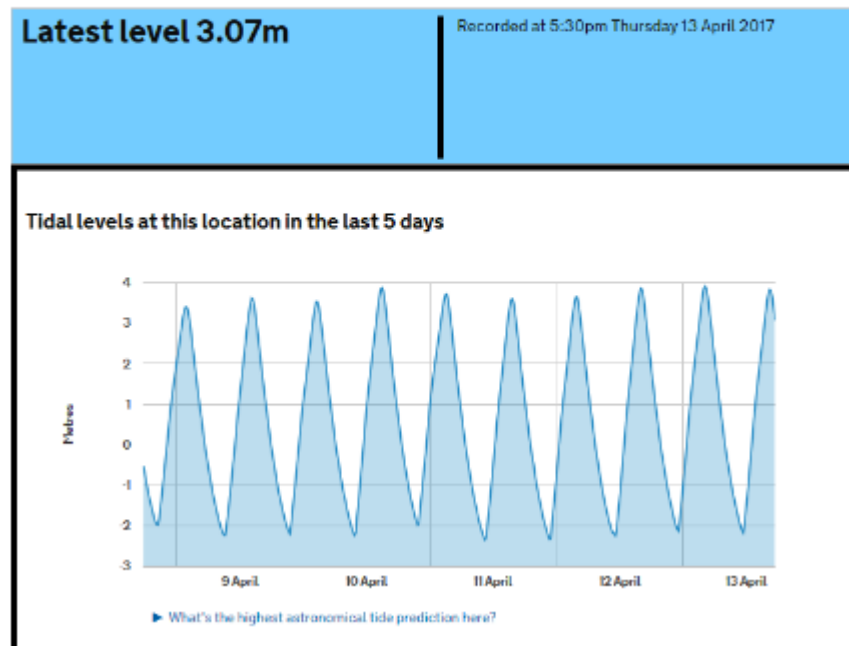 Latest level 3.07m
Recorded at 5:30pm Thursday 13 April 2017
Tidal levels at this location in the last 5 days
4
3
2
1
0
-1
-2
-3
Metres
9 April
10 April
11 April
12 April
13 April
► What's the highest astronomical tide prediction here?